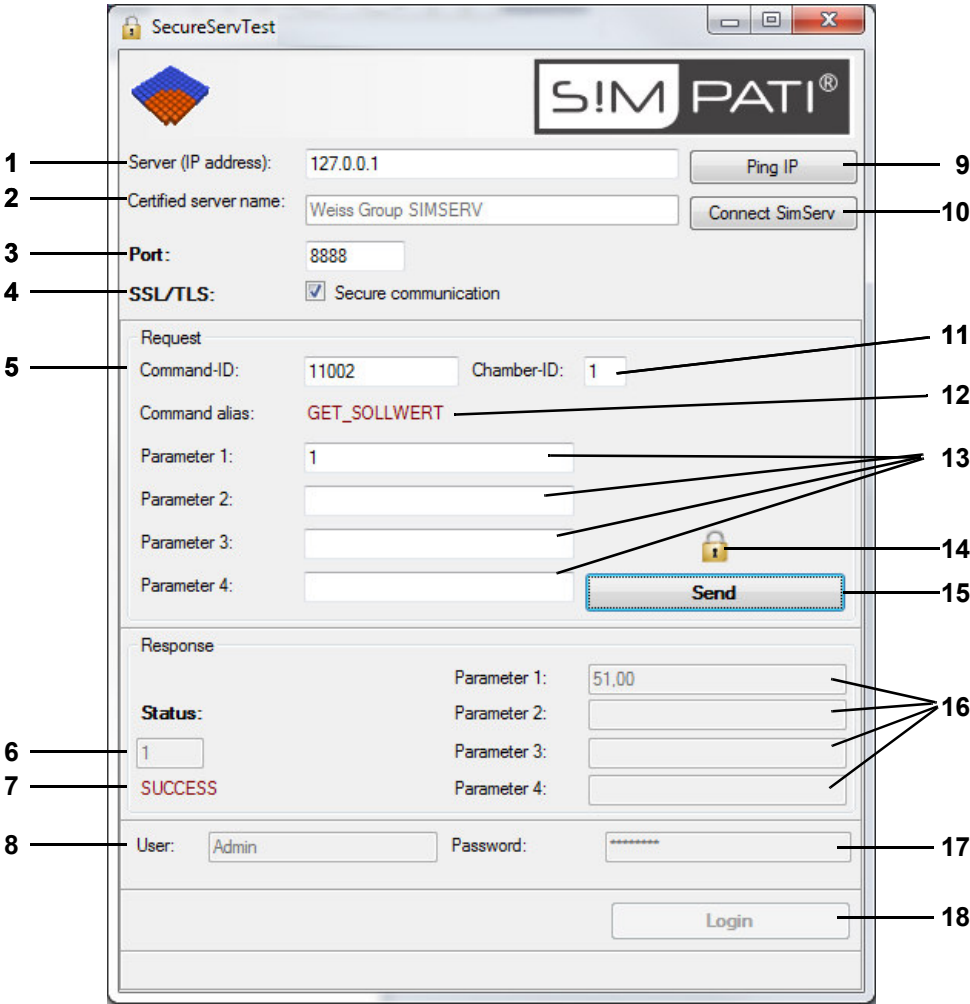 SecureServTest
S!MPATI®
1 Server (IP address): 127.0.0.1 Ping IP 9
2 Certified server name: Weiss Group SIMSERV Connect SimServ 10
3 Port: 8888
4 SSL/TLS: Secure communication
Request
5 Command-ID: 11002 Chamber-ID: 1 11
Command alias: GET_SOLLWERT 12
Parameter 1: 1 13
Parameter 2:
Parameter 3: 14
Parameter 4: Send 15
Response
Parameter 1: 51,00
Status: Parameter 2: 16
6 1 Parameter 3:
7 SUCCESS Parameter 4:
8 User: Admin Password: ******** 17
Login 18